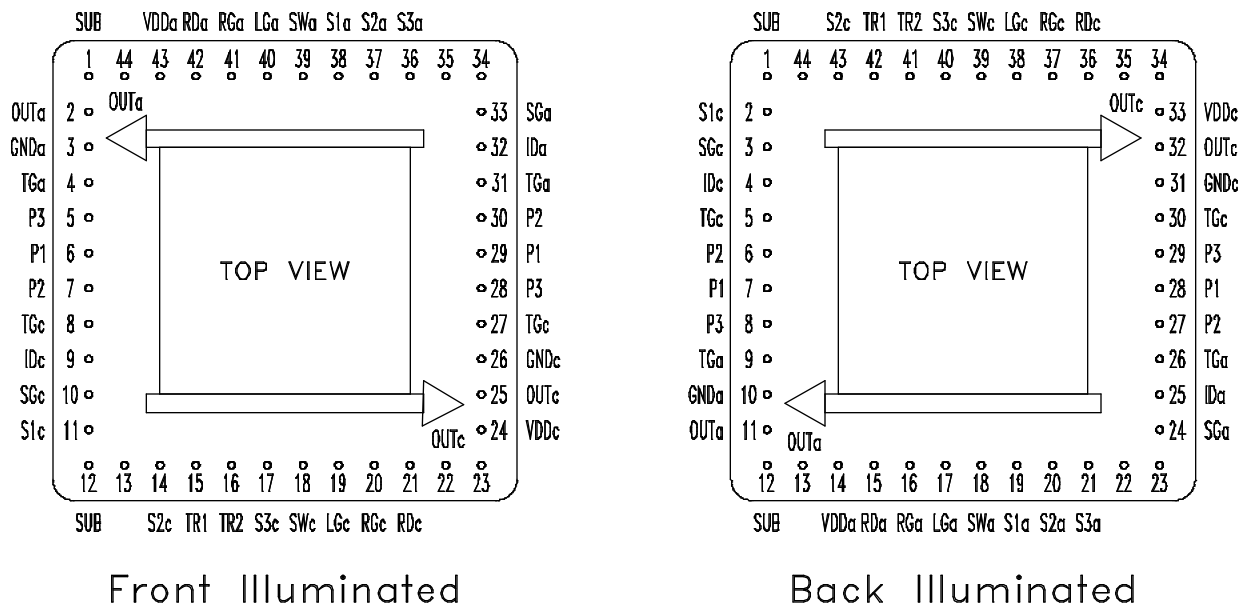 SUB VDDa RDa RGa LGa SWa S1a S2a S3a
1 44 43 42 41 40 39 38 37 36 35 34
OUTa
OUTa 2 33 SGa
GNDa 3 32 IDa
TGa 4 31 TGa
P3 5 30 P2
P1 6 29 P1
TOP VIEW
P2 7 28 P3
TGc 8 27 TGc
IDc 9 26 GNDc
SGc 10 25 OUTc
S1c 11 24 VDDc
OUTc
12 13 14 15 16 17 18 19 20 21 22 23
SUB S2c TR1 TR2 S3c SWc LGc RGc RDc
Front Illuminated
SUB S2c TR1 TR2 S3c SWc LGc RGc RDc
1 44 43 42 41 40 39 38 37 36 35 34
OUTc
S1c 2 33 VDDc
SGc 3 32 OUTc
IDc 4 31 GNDc
TGc 5 30 TGc
P2 6 29 P3
TOP VIEW
P1 7 28 P1
P3 8 27 P2
TGa 9 26 TGa
GNDa 10 25 IDa
OUTa 11 24 SGa
OUTa
12 13 14 15 16 17 18 19 20 21 22 23
SUB VDDa RDa RGa LGa SWa S1a S2a S3a
Back Illuminated